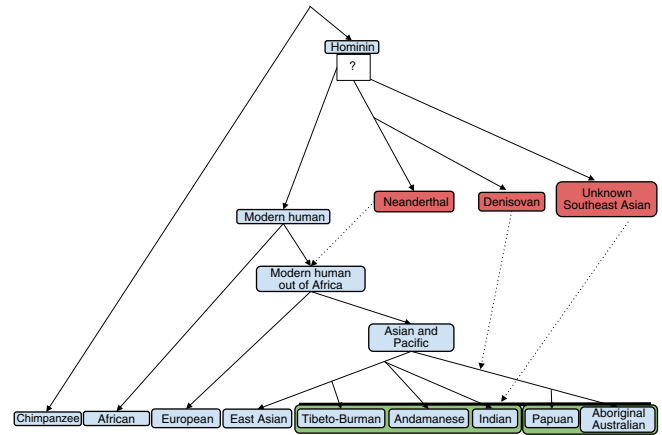 Hominin
?
Neanderthal
Denisovan
Unknown
Southeast Asian
Modern human
Modern human
out of Africa
Asian and
Pacific
Chimpanzee
African
European
East Asian
Tibeto-Burman
Andamanese
Indian
Papuan
Aboriginal
Australian